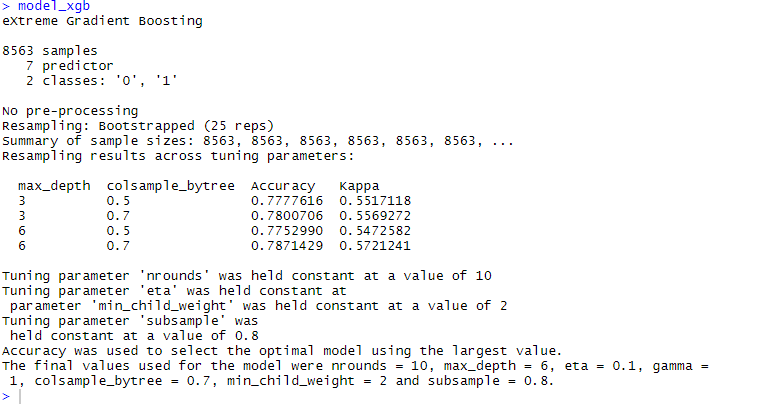 > model_xgb
eXtreme Gradient Boosting
8563 samples
7 predictor
2 classes: '0', '1'
No pre-processing
Resampling: Bootstrapped (25 reps)
Summary of sample sizes: 8563, 8563, 8563, 8563, 8563, 8563, ...
Resampling results across tuning parameters:
max_depth colsample_bytree Accuracy Kappa
3 0.5 0.7777616 0.5517118
3 0.7 0.7800706 0.5569272
6 0.5 0.7752990 0.5472582
6 0.7 0.7871429 0.5721241
Tuning parameter 'nrounds' was held constant at a value of 10
Tuning parameter 'eta' was held constant at
parameter 'min_child_weight' was held constant at a value of 2
Tuning parameter 'subsample' was
held constant at a value of 0.8
Accuracy was used to select the optimal model using the largest value.
The final values used for the model were nrounds = 10, max_depth = 6, eta = 0.1, gamma =
1, colsample_bytree = 0.7, min_child_weight = 2 and subsample = 0.8.
>